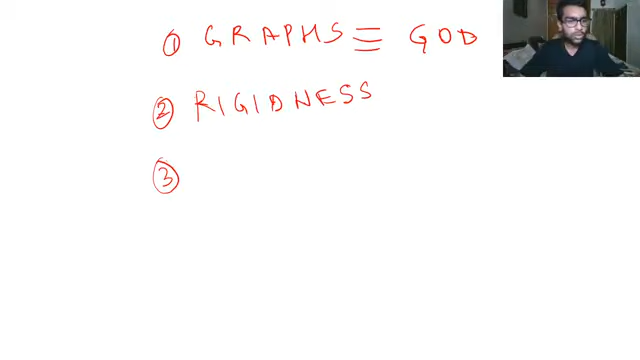 ① GRAPHS ≡ GOD
② RIGIDNESS
③